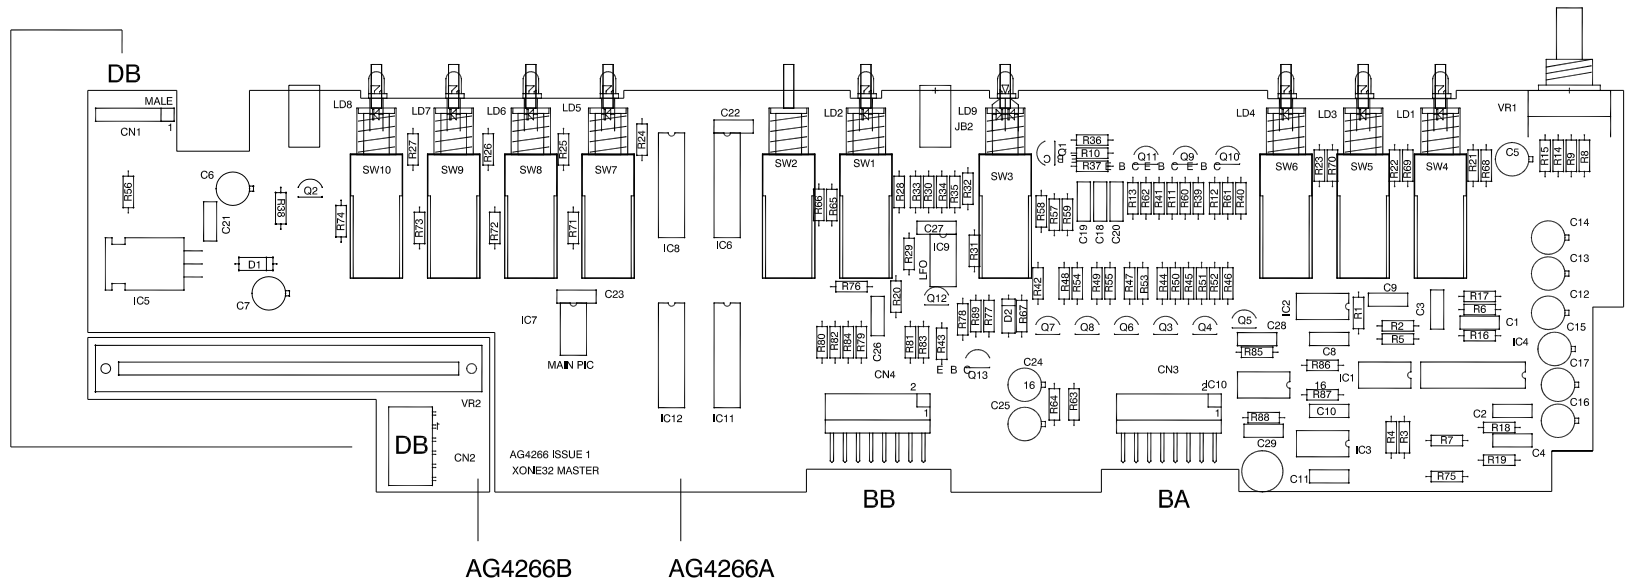 DB
MALE
CN1
1
LD8
LD7
LD6
LD5
R24
C22
LD2
JB2
LD9
LD4
LD3
LD1
VR1
R56
C6
C21
R38
Q2
R74
R27
SW10
R73
R26
SW9
R72
R25
SW8
R71
SW7
IC8
IC6
SW2
R66
R65
SW1
R28
R33
R30
R34
R35
R32
SW3
R36
R10
R37
Q1
E B C E B C E B C
Q11
Q9
Q10
R58
R57
R59
C19
C18
C20
R13
R62
R41
R11
R60
R39
R12
R61
R40
SW6
R23
R70
SW5
R22
R69
SW4
R21
R68
C5
R15
R14
R9
R8
IC5
D1
C7
C27
IC9
LFO
R29
R31
R76
R20
Q12
C26
R42
R48
R54
R49
R55
R47
R53
R44
R50
R45
R51
R52
R46
C14
C13
C12
C15
C17
C16
C23
IC7
MAIN PIC
R80
R82
R84
R79
R81
R83
R43
E B C
Q13
R78
R89
R77
D2
R67
Q7
Q8
Q6
Q3
Q4
Q5
C28
R85
IC2
R1
C9
C3
R17
R6
C1
R16
R2
R5
C8
IC4
R86
16
R87
IC1
C10
IC10
R88
C29
IC3
C11
R4
R3
R7
R75
C2
R18
C4
R19
CN4
2
1
C24
16
C25
R64
R63
CN3
2
1
VR2
DB
1
CN2
IC12
IC11
AG4266 ISSUE 1
XONE32 MASTER
BB
BA
AG4266B
AG4266A